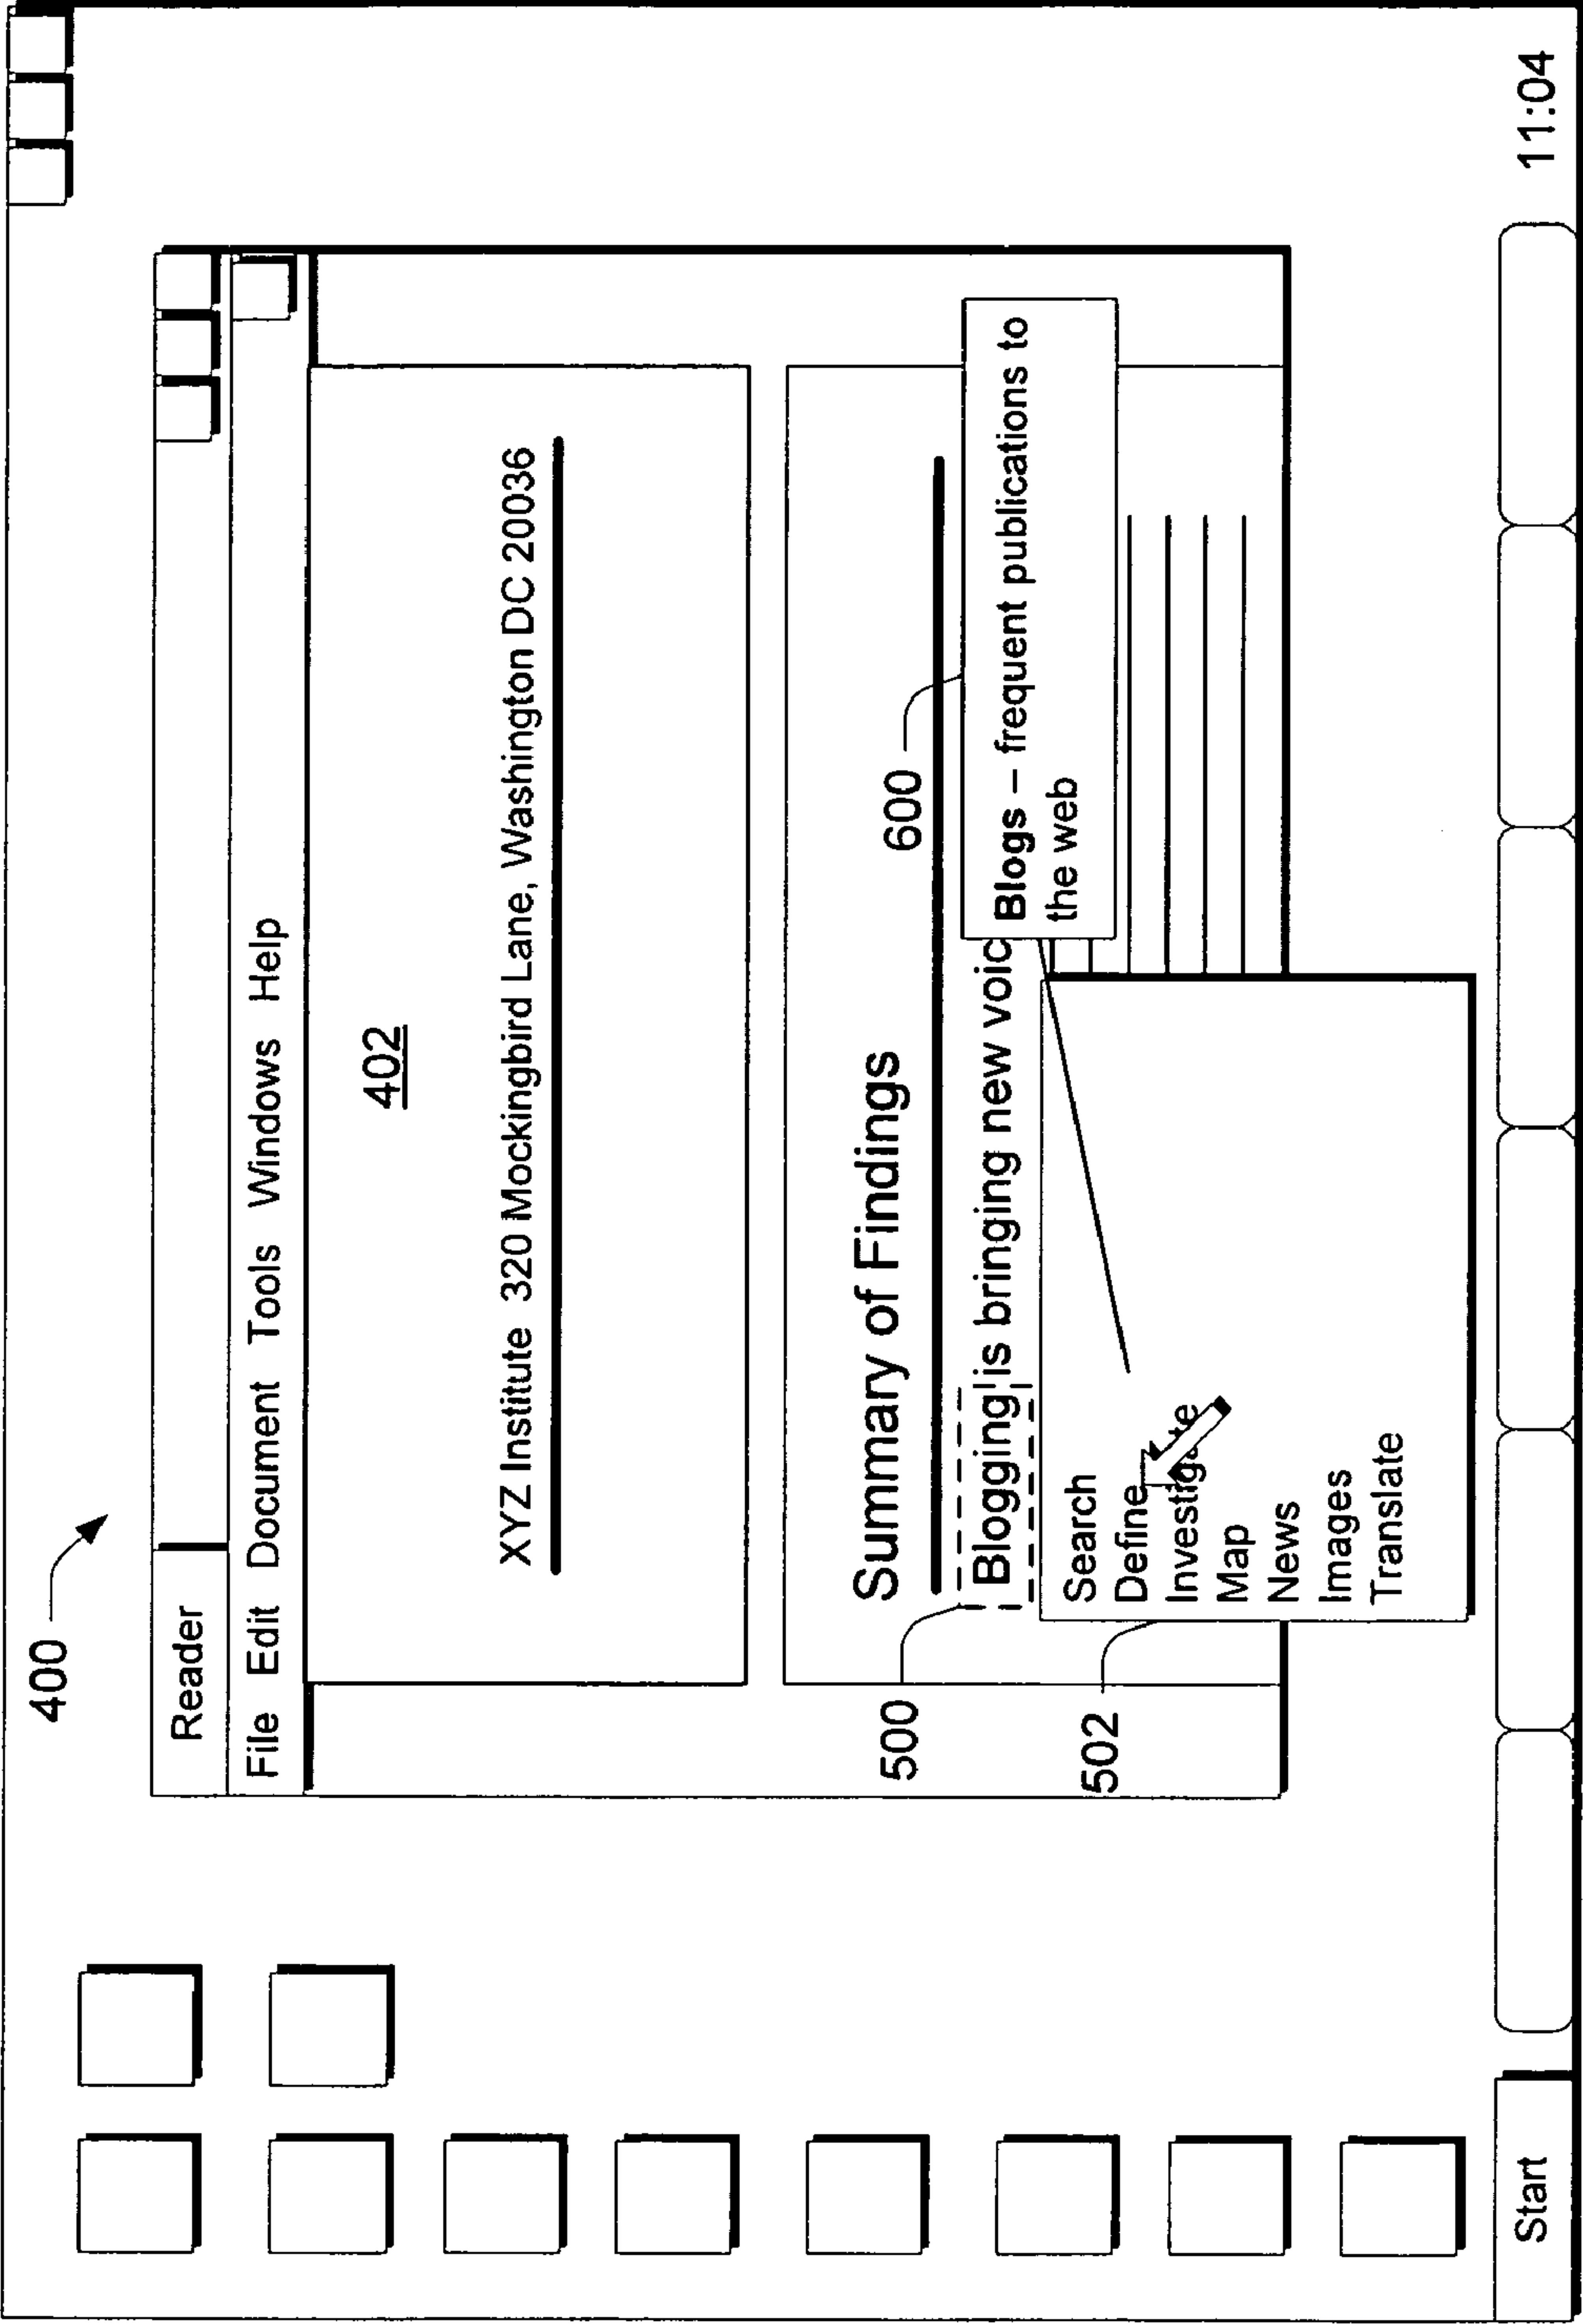 400
Reader
File Edit Document Tools Windows Help
402
XYZ Institute 320 Mockingbird Lane, Washington DC 20036
Summary of Findings
600
500
Blogging is bringing new voic
Blogs – frequent publications to
the web
502
Search
Define
Investigate
Map
News
Images
Translate
Start
11:04